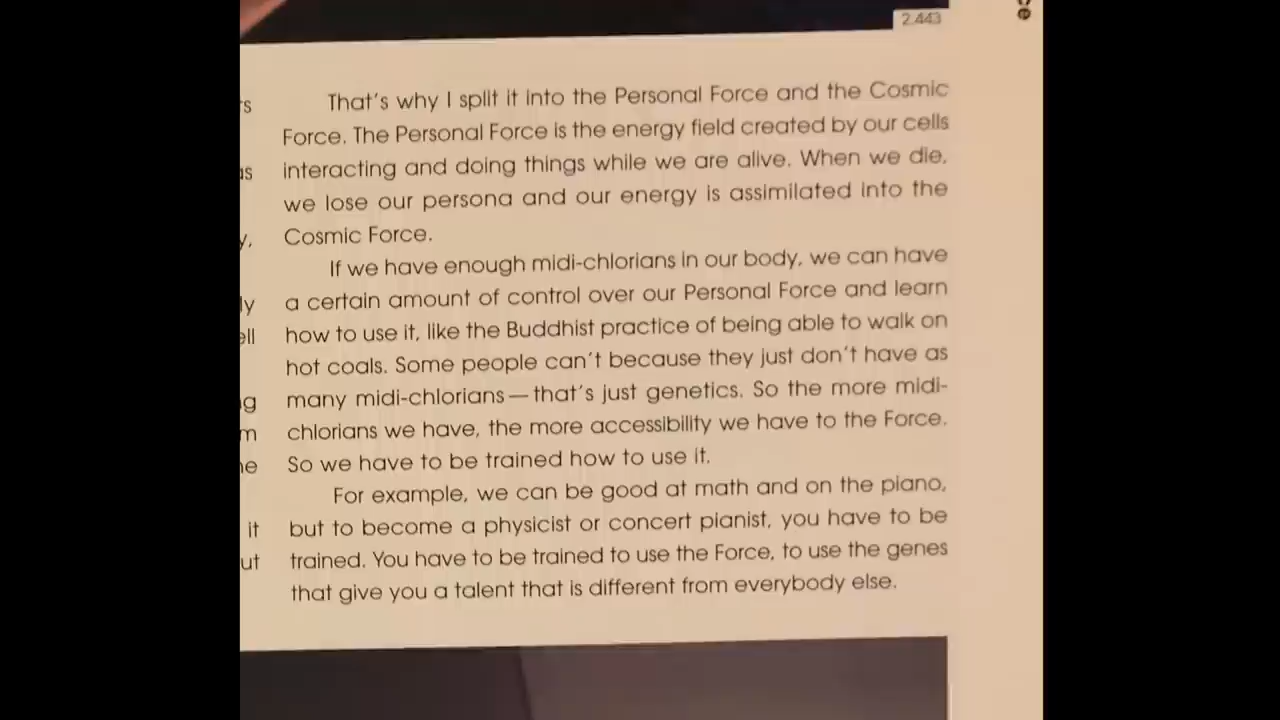 2.443
ce
That's why I split it into the Personal Force and the Cosmic
Force. The Personal Force is the energy field created by our cells
interacting and doing things while we are alive. When we die,
we lose our persona and our energy is assimilated into the
Cosmic Force.
If we have enough midi-chlorians in our body, we can have
a certain amount of control over our Personal Force and learn
how to use it, like the Buddhist practice of being able to walk on
hot coals. Some people can't because they just don't have as
many midi-chlorians—that's just genetics. So the more midi-
chlorians we have, the more accessibility we have to the Force.
So we have to be trained how to use it.
For example, we can be good at math and on the piano,
but to become a physicist or concert pianist, you have to be
trained. You have to be trained to use the Force, to use the genes
that give you a talent that is different from everybody else.